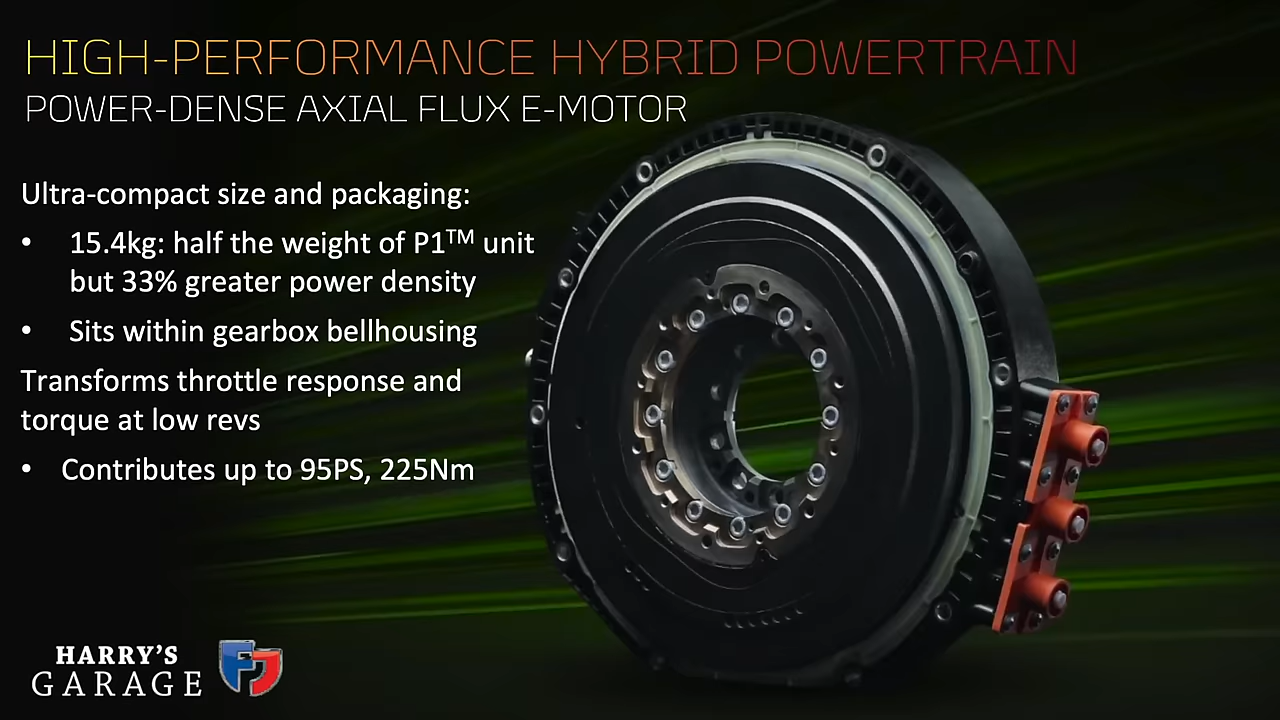 HIGH-PERFORMANCE HYBRID POWERTRAIN
POWER-DENSE AXIAL FLUX E-MOTOR
Ultra-compact size and packaging:
• 15.4kg: half the weight of P1™ unit
but 33% greater power density
• Sits within gearbox bellhousing
Transforms throttle response and
torque at low revs
• Contributes up to 95PS, 225Nm
HARRY'S
GARAGE